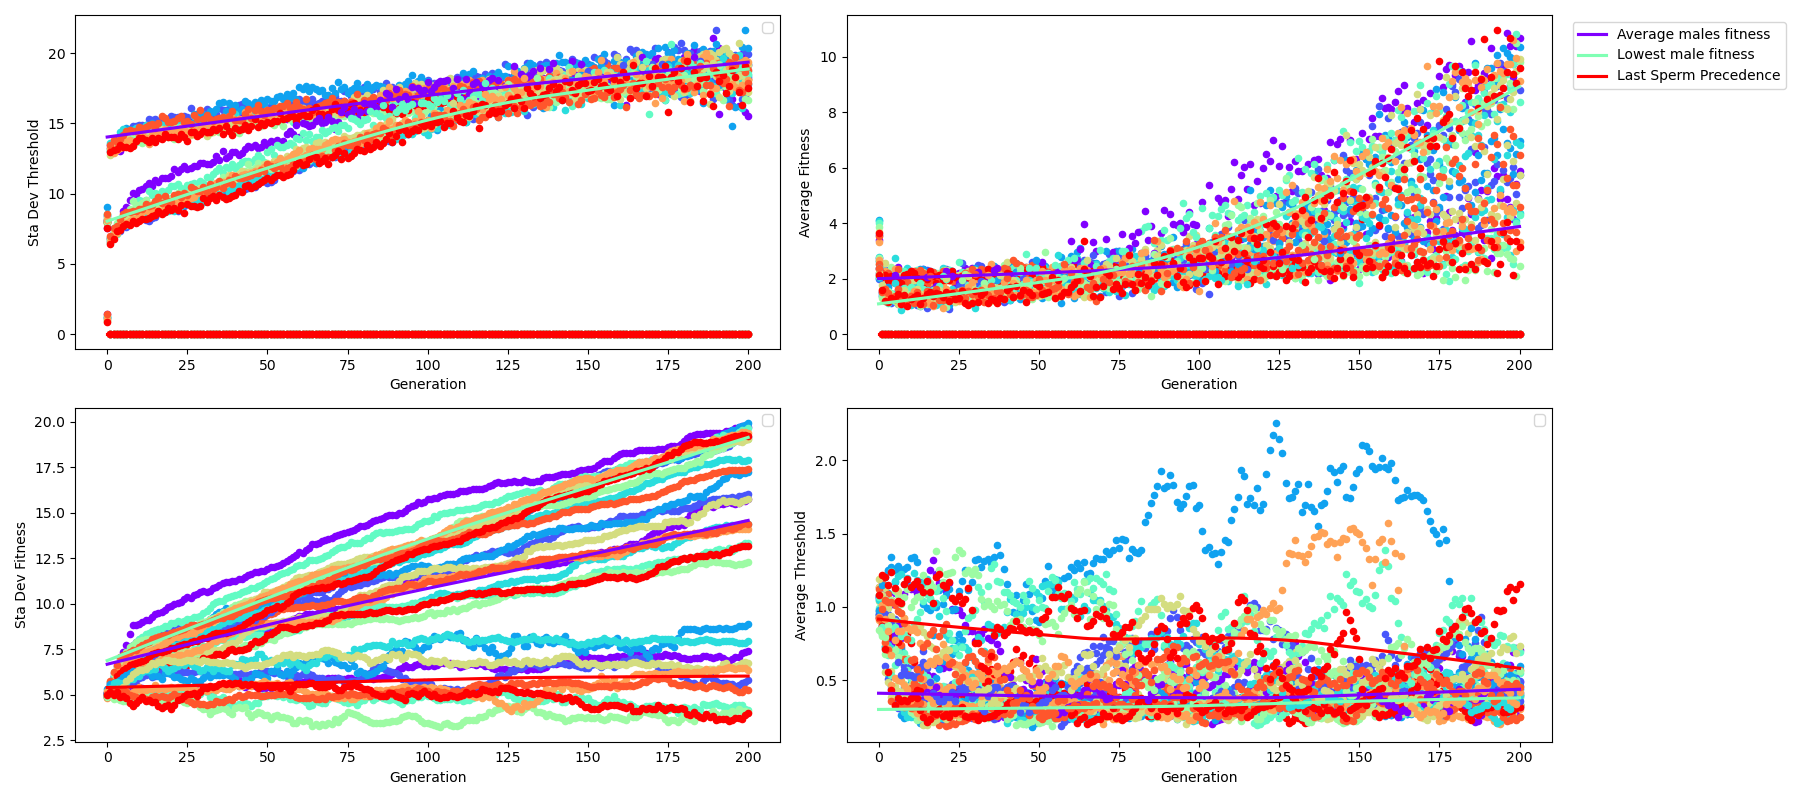 Sta Dev Threshold
20
15
10
5
0
0 25 50 75 100 125 150 175 200
Generation
Average Fitness
10
8
6
4
2
0
0 25 50 75 100 125 150 175 200
Generation
Average males fitness
Lowest male fitness
Last Sperm Precedence
Sta Dev Fitness
20.0
17.5
15.0
12.5
10.0
7.5
5.0
2.5
0 25 50 75 100 125 150 175 200
Generation
Average Threshold
2.0
1.5
1.0
0.5
0 25 50 75 100 125 150 175 200
Generation